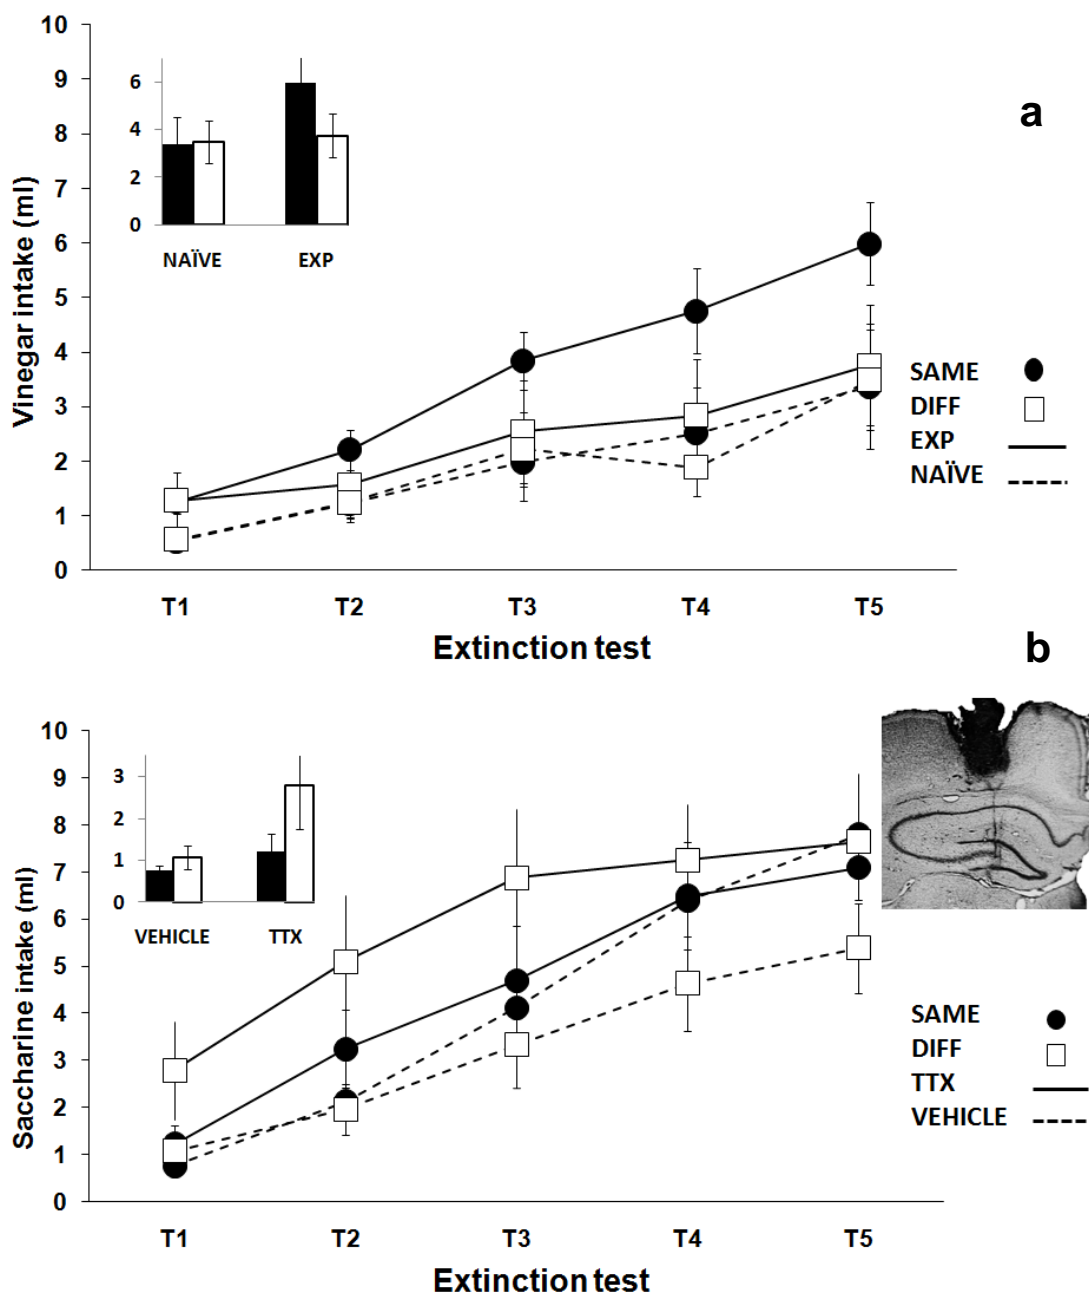 10
9
8
7
6
5
4
3
2
1
0
Vinegar intake (ml)
6
4
2
0
NAÏVE EXP
a
SAME
DIFF
EXP
NAÏVE
T1 T2 T3 T4 T5
Extinction test
b
10
9
8
7
6
5
4
3
2
1
0
Saccharine intake (ml)
3
2
1
0
VEHICLE TTX
SAME
DIFF
TTX
VEHICLE
T1 T2 T3 T4 T5
Extinction test